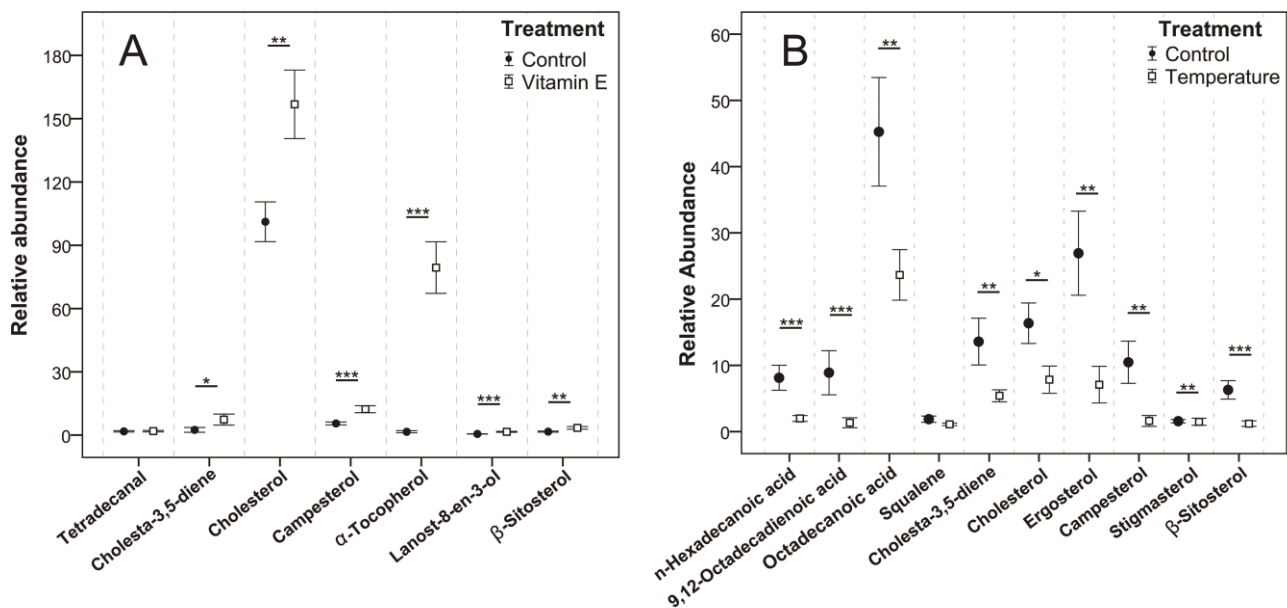 A
Treatment
Control
Vitamin E
Relative abundance
180
150
120
90
60
30
0
**
*
***
***
***
**
Tetradecanal
Cholesta-3,5-diene
Cholesterol
Campesterol
α-Tocopherol
Lanost-8-en-3-ol
β-Sitosterol
B
Treatment
Control
Temperature
Relative Abundance
60
50
40
30
20
10
0
***
***
**
**
*
**
**
**
***
n-Hexadecanoic acid
9,12-Octadecadienoic acid
Octadecanoic acid
Squalene
Cholesta-3,5-diene
Cholesterol
Ergosterol
Campesterol
Stigmasterol
β-Sitosterol